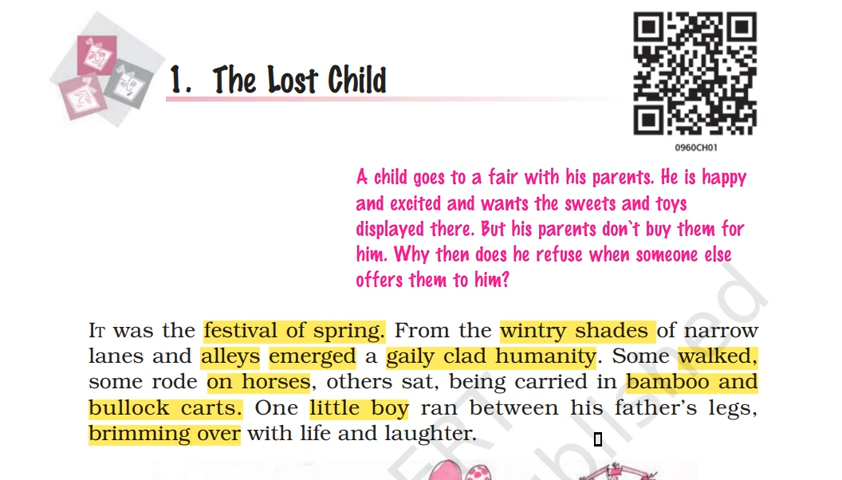 1. The Lost Child
0960CH01
A child goes to a fair with his parents. He is happy
and excited and wants the sweets and toys
displayed there. But his parents don`t buy them for
him. Why then does he refuse when someone else
offers them to him?
IT was the festival of spring. From the wintry shades of narrow
lanes and alleys emerged a gaily clad humanity. Some walked,
some rode on horses, others sat, being carried in bamboo and
bullock carts. One little boy ran between his father's legs,
brimming over with life and laughter.